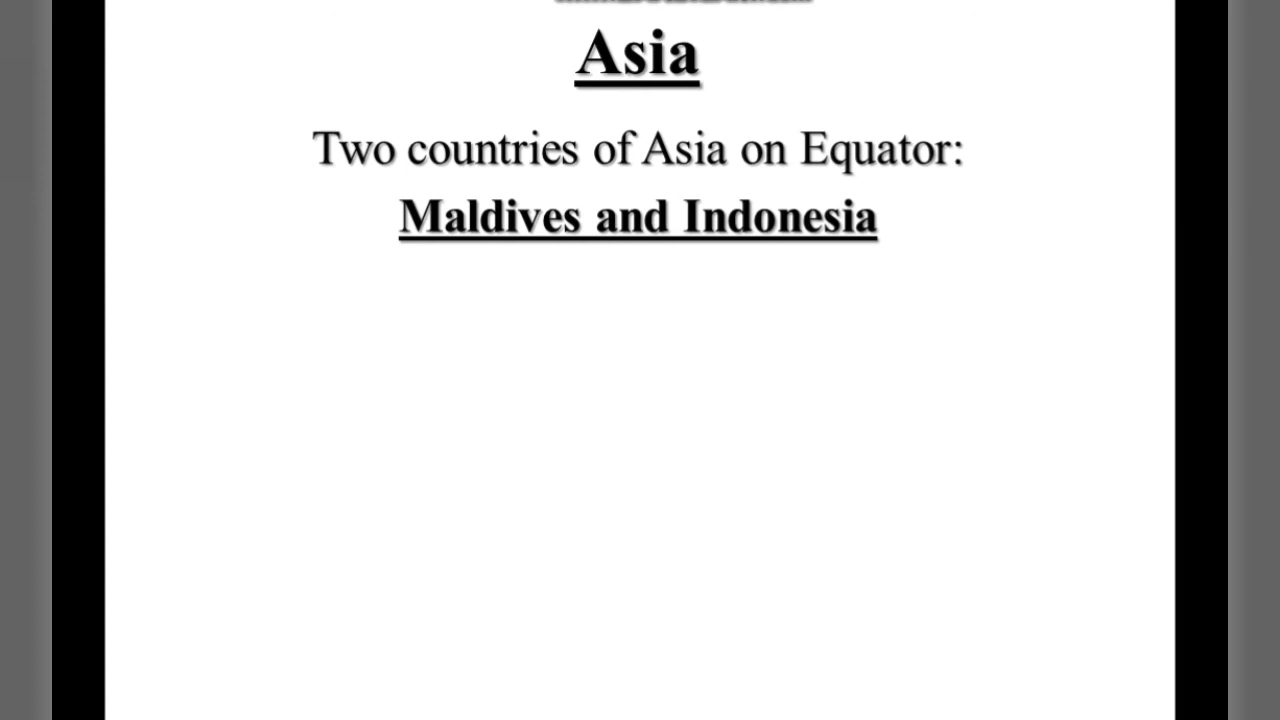 Asia
Two countries of Asia on Equator:
Maldives and Indonesia